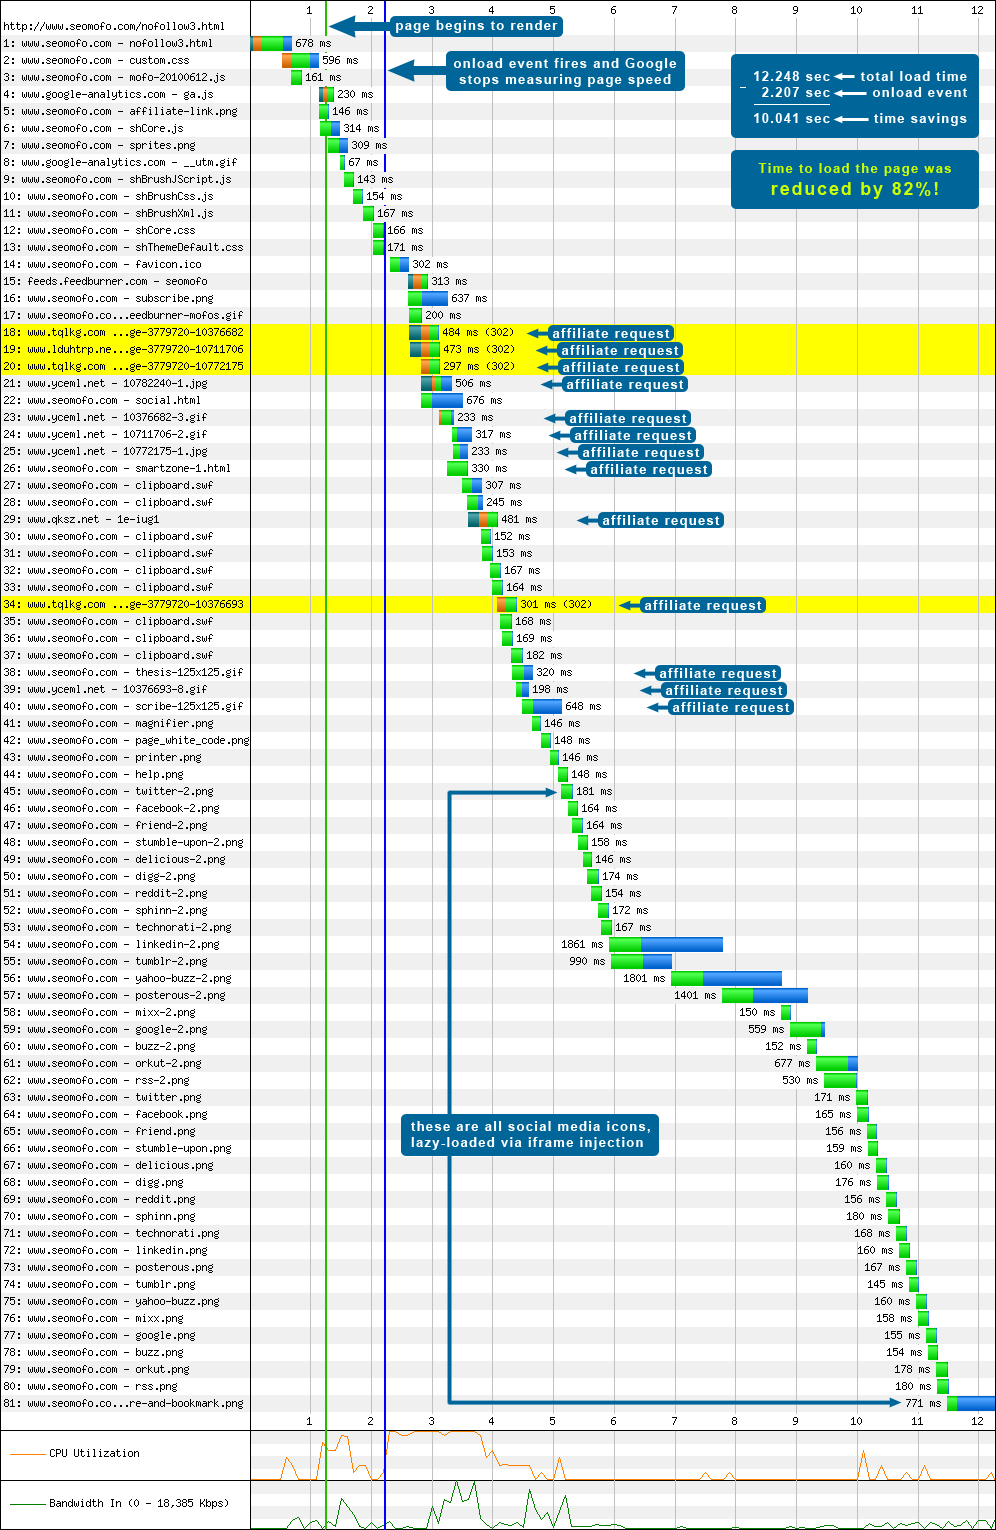 1 2 3 4 5 6 7 8 9 10 11 12
http://www.seomofo.com/nofollow3.html
page begins to render
1: www.seomofo.com - nofollow3.html 678 ms
2: www.seomofo.com - custom.css 596 ms
onload event fires and Google
stops measuring page speed
3: www.seomofo.com - mofo-20100612.js 161 ms
12.248 sec total load time
- 2.207 sec onload event
10.041 sec time savings
4: www.google-analytics.com - ga.js 230 ms
5: www.seomofo.com - affiliate-link.png 146 ms
6: www.seomofo.com - shCore.js 314 ms
7: www.seomofo.com - sprites.png 309 ms
8: www.google-analytics.com - __utm.gif 67 ms
Time to load the page was
reduced by 82%!
9: www.seomofo.com - shBrushJScript.js 143 ms
10: www.seomofo.com - shBrushCss.js 154 ms
11: www.seomofo.com - shBrushXml.js 167 ms
12: www.seomofo.com - shCore.css 166 ms
13: www.seomofo.com - shThemeDefault.css 171 ms
14: www.seomofo.com - favicon.ico 302 ms
15: feeds.feedburner.com - seomofo 313 ms
16: www.seomofo.com - subscribe.png 637 ms
17: www.seomofo.co...eedburner-mofos.gif 200 ms
18: www.tqlkg.com ...ge-3779720-10376682 484 ms (302) affiliate request
19: www.lduhtrp.ne...ge-3779720-10711706 473 ms (302) affiliate request
20: www.tqlkg.com ...ge-3779720-10772175 297 ms (302) affiliate request
21: www.yceml.net - 10782240-1.jpg 506 ms affiliate request
22: www.seomofo.com - social.html 676 ms
23: www.yceml.net - 10376682-3.gif 233 ms affiliate request
24: www.yceml.net - 10711706-2.gif 317 ms affiliate request
25: www.yceml.net - 10772175-1.jpg 233 ms affiliate request
26: www.seomofo.com - smartzone-1.html 330 ms affiliate request
27: www.seomofo.com - clipboard.swf 307 ms
28: www.seomofo.com - clipboard.swf 245 ms
29: www.qksz.net - 1e-iug1 481 ms affiliate request
30: www.seomofo.com - clipboard.swf 152 ms
31: www.seomofo.com - clipboard.swf 153 ms
32: www.seomofo.com - clipboard.swf 167 ms
33: www.seomofo.com - clipboard.swf 164 ms
34: www.tqlkg.com ...ge-3779720-10376693 301 ms (302) affiliate request
35: www.seomofo.com - clipboard.swf 168 ms
36: www.seomofo.com - clipboard.swf 169 ms
37: www.seomofo.com - clipboard.swf 182 ms
38: www.seomofo.com - thesis-125x125.gif 320 ms affiliate request
39: www.yceml.net - 10376693-8.gif 198 ms affiliate request
40: www.seomofo.com - scribe-125x125.gif 648 ms affiliate request
41: www.seomofo.com - magnifier.png 146 ms
42: www.seomofo.com - page_white_code.png 148 ms
43: www.seomofo.com - printer.png 146 ms
44: www.seomofo.com - help.png 148 ms
45: www.seomofo.com - twitter-2.png 181 ms
46: www.seomofo.com - facebook-2.png 164 ms
47: www.seomofo.com - friend-2.png 164 ms
48: www.seomofo.com - stumble-upon-2.png 158 ms
49: www.seomofo.com - delicious-2.png 146 ms
50: www.seomofo.com - digg-2.png 174 ms
51: www.seomofo.com - reddit-2.png 154 ms
52: www.seomofo.com - sphinn-2.png 172 ms
53: www.seomofo.com - technorati-2.png 167 ms
54: www.seomofo.com - linkedin-2.png 1861 ms
55: www.seomofo.com - tumblr-2.png 990 ms
56: www.seomofo.com - yahoo-buzz-2.png 1801 ms
57: www.seomofo.com - posterous-2.png 1401 ms
58: www.seomofo.com - mixx-2.png 150 ms
59: www.seomofo.com - google-2.png 559 ms
60: www.seomofo.com - buzz-2.png 152 ms
61: www.seomofo.com - orkut-2.png 677 ms
62: www.seomofo.com - rss-2.png 530 ms
63: www.seomofo.com - twitter.png 171 ms
64: www.seomofo.com - facebook.png 165 ms
these are all social media icons,
lazy-loaded via iframe injection
65: www.seomofo.com - friend.png 156 ms
66: www.seomofo.com - stumble-upon.png 159 ms
67: www.seomofo.com - delicious.png 160 ms
68: www.seomofo.com - digg.png 176 ms
69: www.seomofo.com - reddit.png 156 ms
70: www.seomofo.com - sphinn.png 180 ms
71: www.seomofo.com - technorati.png 168 ms
72: www.seomofo.com - linkedin.png 160 ms
73: www.seomofo.com - posterous.png 167 ms
74: www.seomofo.com - tumblr.png 145 ms
75: www.seomofo.com - yahoo-buzz.png 160 ms
76: www.seomofo.com - mixx.png 158 ms
77: www.seomofo.com - google.png 155 ms
78: www.seomofo.com - buzz.png 154 ms
79: www.seomofo.com - orkut.png 178 ms
80: www.seomofo.com - rss.png 180 ms
81: www.seomofo.co...re-and-bookmark.png 771 ms
1 2 3 4 5 6 7 8 9 10 11 12
CPU Utilization
Bandwidth In (0 - 18,385 Kbps)